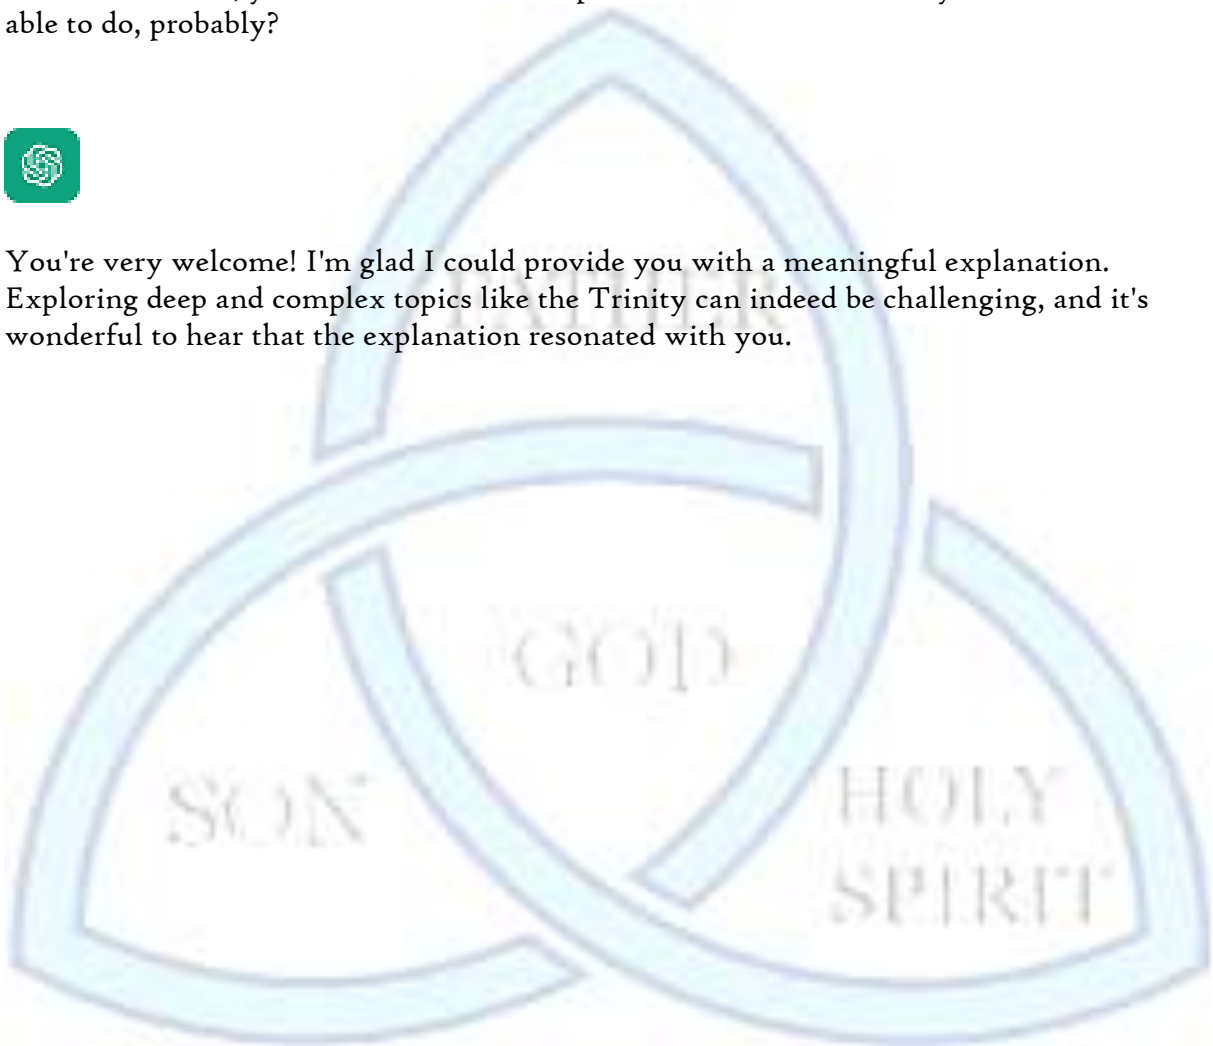 able to do, probably?
You're very welcome! I'm glad I could provide you with a meaningful explanation.
FATHER
Exploring deep and complex topics like the Trinity can indeed be challenging, and it's
wonderful to hear that the explanation resonated with you.
GOD
SON
HOLY
SPIRIT